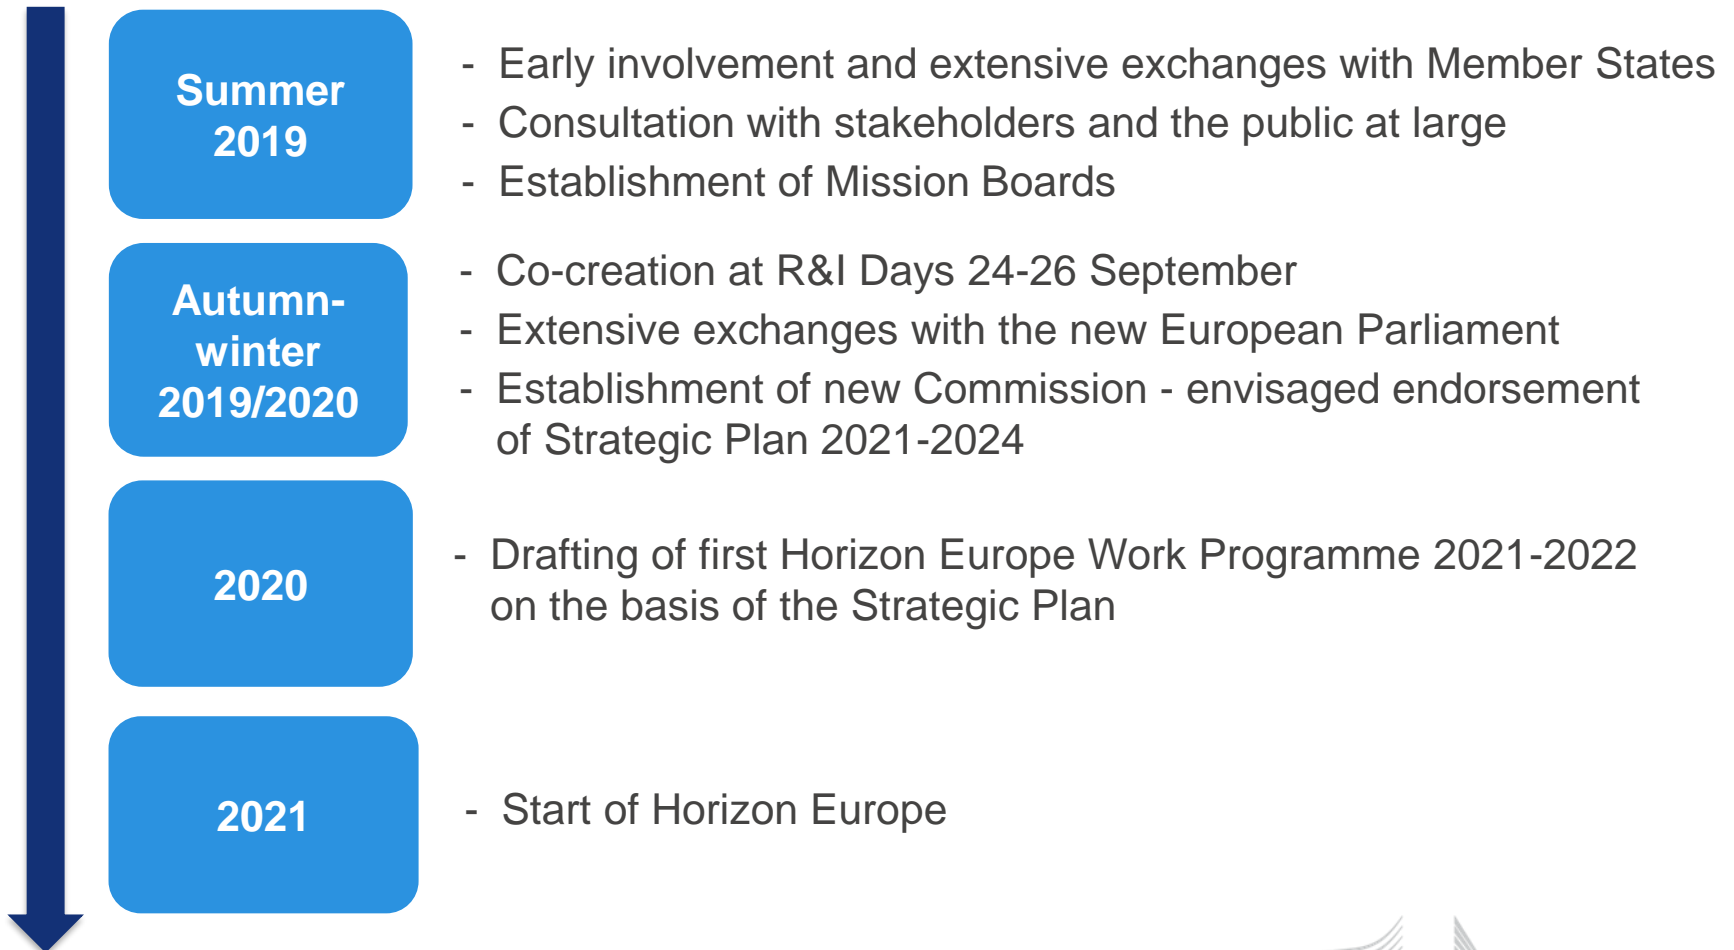 Summer
2019
- Early involvement and extensive exchanges with Member States
- Consultation with stakeholders and the public at large
- Establishment of Mission Boards
Autumn-
winter
2019/2020
- Co-creation at R&I Days 24-26 September
- Extensive exchanges with the new European Parliament
- Establishment of new Commission - envisaged endorsement
of Strategic Plan 2021-2024
2020
- Drafting of first Horizon Europe Work Programme 2021-2022
on the basis of the Strategic Plan
2021
- Start of Horizon Europe